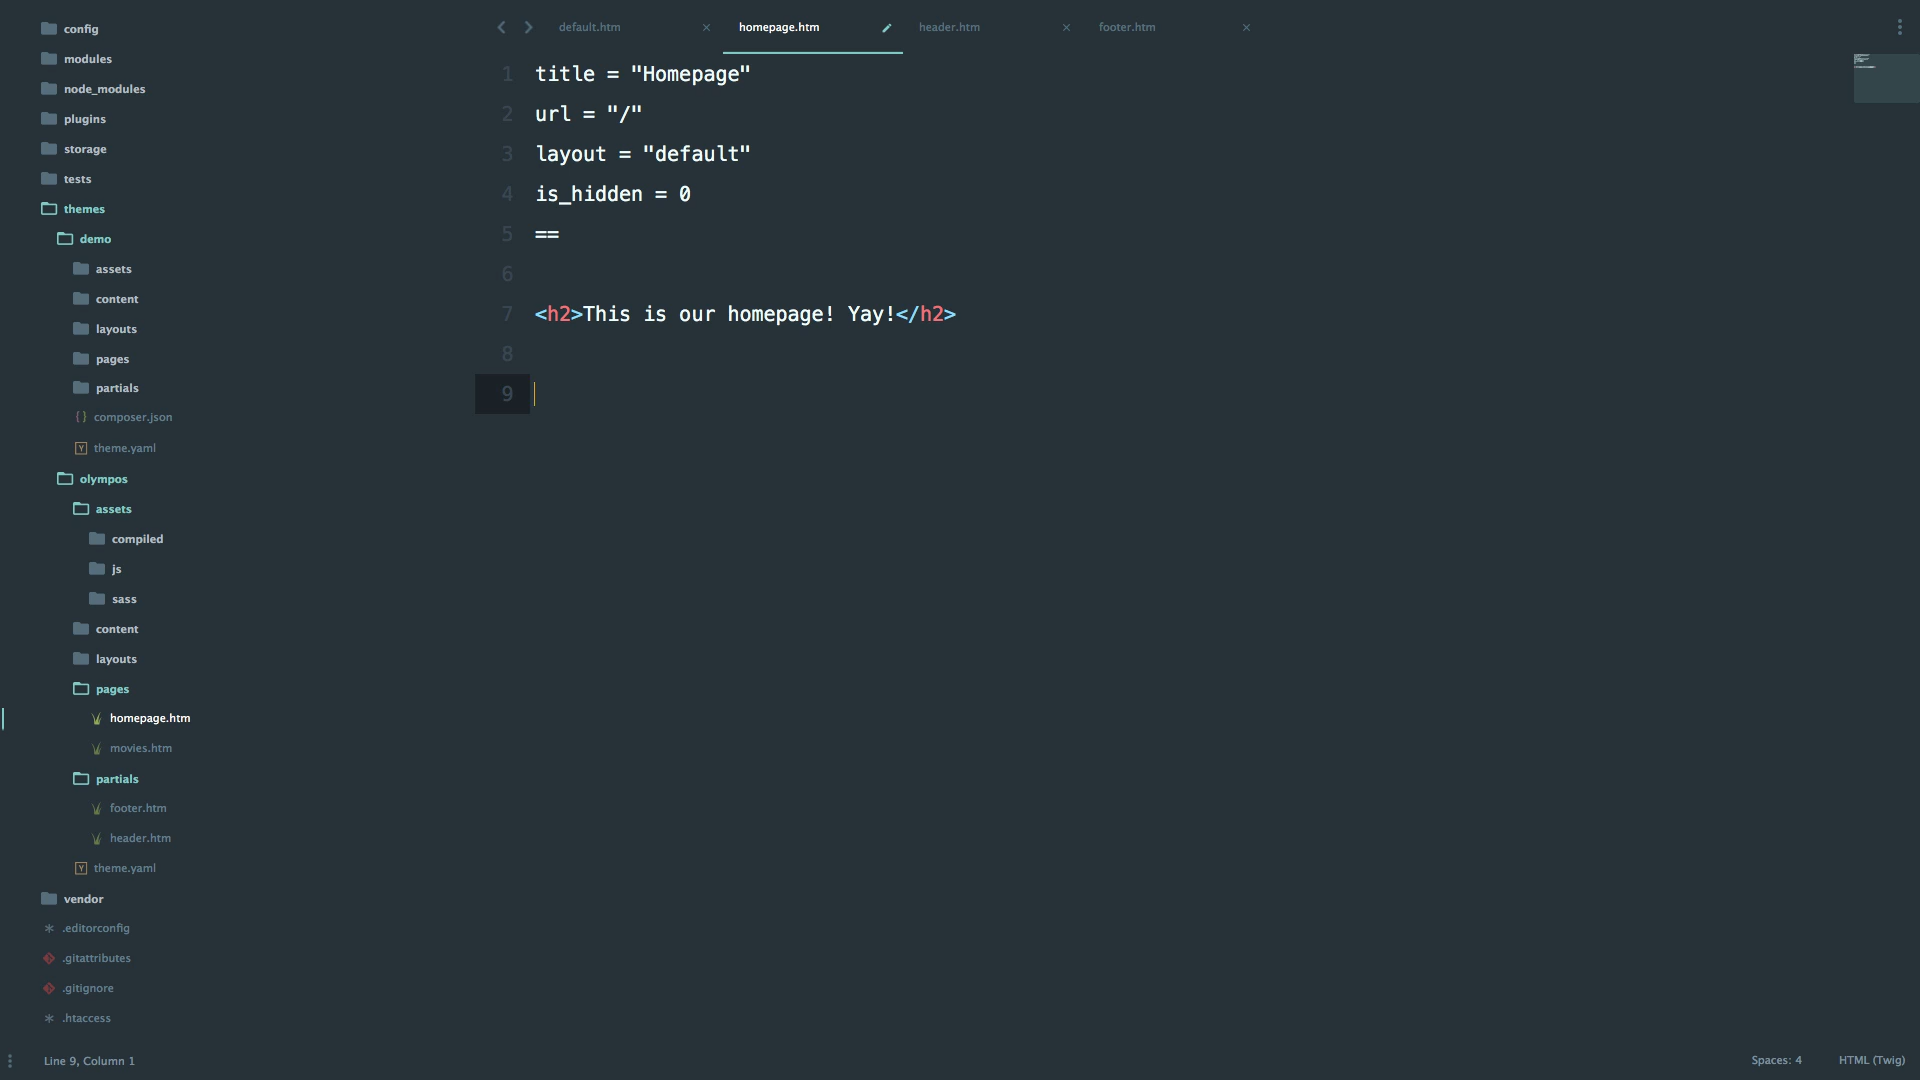 config
modules
node_modules
plugins
storage
tests
themes
demo
assets
content
layouts
pages
partials
composer.json
theme.yaml
olympos
assets
compiled
js
sass
content
layouts
pages
homepage.htm
movies.htm
partials
footer.htm
header.htm
theme.yaml
vendor
.editorconfig
.gitattributes
.gitignore
.htaccess
default.htm homepage.htm header.htm footer.htm
1 title = "Homepage"
2 url = "/"
3 layout = "default"
4 is_hidden = 0
5 ==
6
7 <h2>This is our homepage! Yay!</h2>
8
9
Line 9, Column 1 Spaces: 4 HTML (Twig)